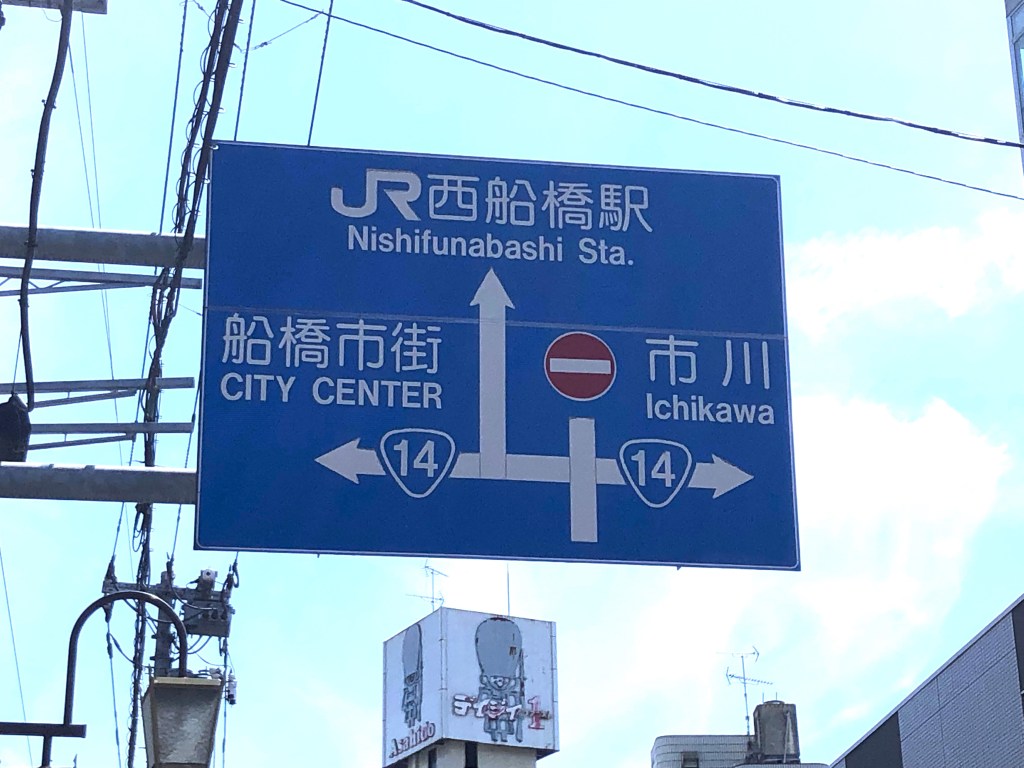 JR西船橋駅
Nishifunabashi Sta.
船橋市街
CITY CENTER
市川
Ichikawa
14
14
Asahido